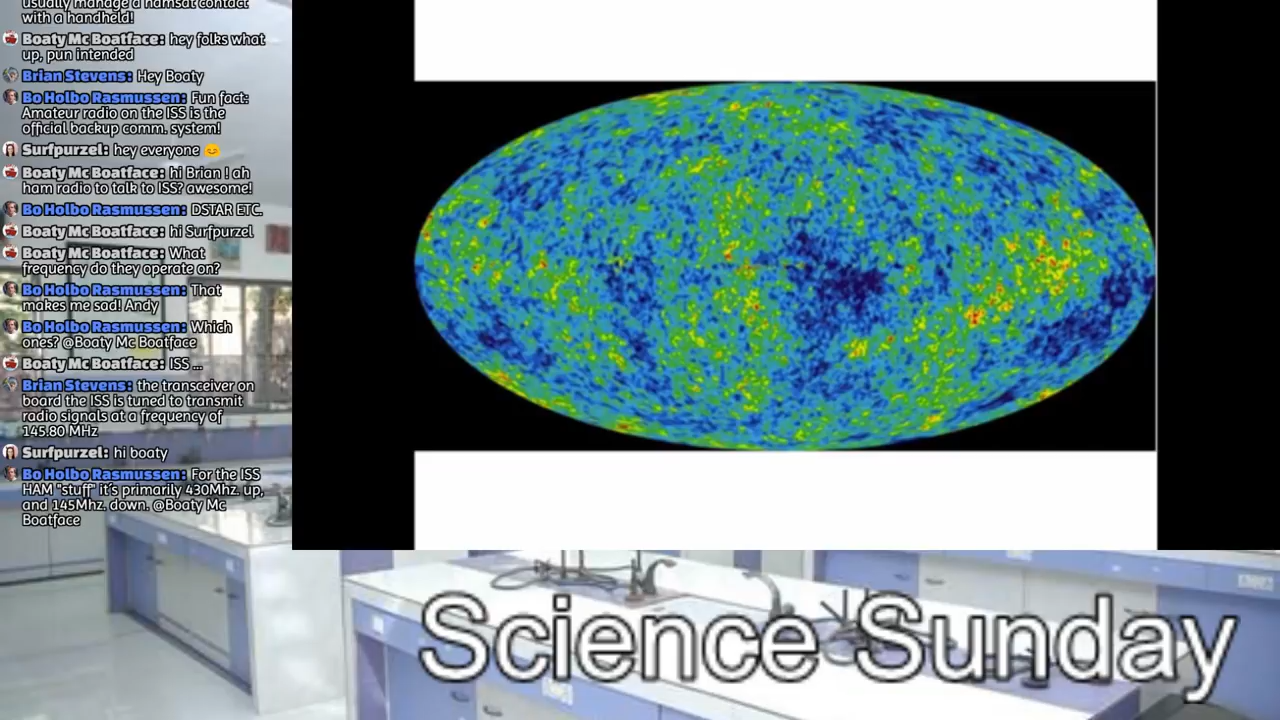 usually manage a hamsat contact
with a handheld!
Boaty Mc Boatface: hey folks what
up, pun intended
Brian Stevens: Hey Boaty
Bo Holbo Rasmussen: Fun fact:
Amateur radio on the ISS is the
official backup comm. system!
Surfpurzel: hey everyone 😊
Boaty Mc Boatface: hi Brian ! ah
ham radio to talk to ISS? awesome!
Bo Holbo Rasmussen: DSTAR ETC.
Boaty Mc Boatface: hi Surfpurzel
Boaty Mc Boatface: What
frequency do they operate on?
Bo Holbo Rasmussen: That
makes me sad! Andy
Bo Holbo Rasmussen: Which
ones? @Boaty Mc Boatface
Boaty Mc Boatface: ISS ...
Brian Stevens: the transceiver on
board the ISS is tuned to transmit
radio signals at a frequency of
145.80 MHz
Surfpurzel: hi boaty
Bo Holbo Rasmussen: For the ISS
HAM "stuff" it's primarily 430Mhz. up,
and 145Mhz. down. @Boaty Mc
Boatface
Science Sunday